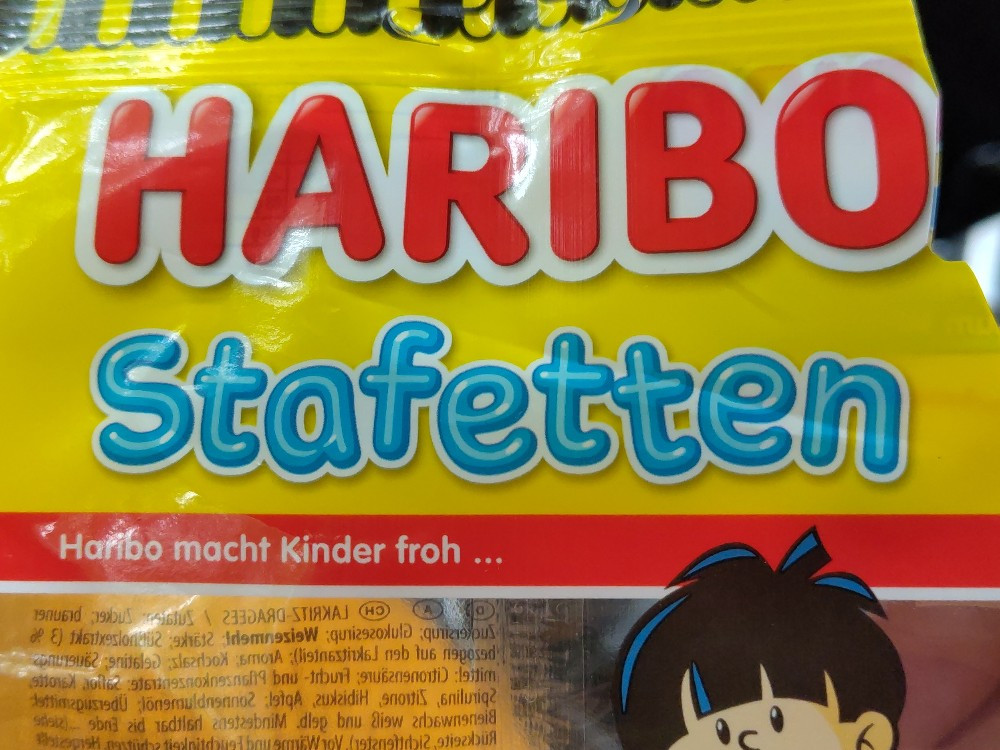 HARIBO
Stafetten
Haribo macht Kinder froh ...
D A CH LAKRITZ-DRAGEES / Zutaten: Zucker; brauner
Zuckersirup; Glukosesirup; Weizenmehl; Stärke; Süßholzextrakt (3 %
bezogen auf den Lakritzanteil); Aroma; Kochsalz; Gelatine; Säuerungs-
mittel: Citronensäure; Frucht- und Pflanzenkonzentrate: Saflor, Karotte,
Spirulina, Zitrone, Hibiskus, Apfel; Sonnenblumenöl; Überzugsmittel:
Bienenwachs weiß und gelb. Mindestens haltbar bis Ende ...(siehe
Rückseite, Sichtfenster). Vor Wärme und Feuchtigkeit schützen. Hergestellt